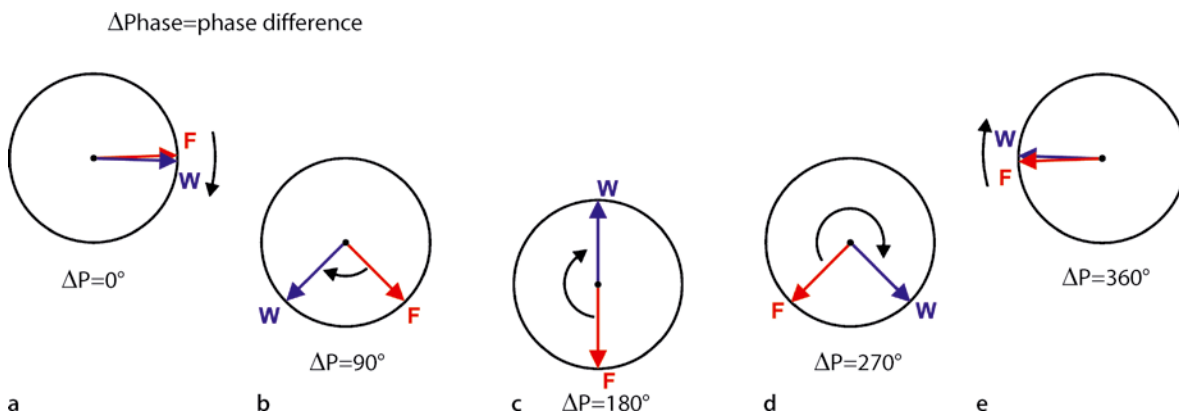 ΔPhase=phase difference
F
W
ΔP=0°
a
W
F
ΔP=90°
b
W
F
ΔP=180°
c
F
W
ΔP=270°
d
W
F
ΔP=360°
e